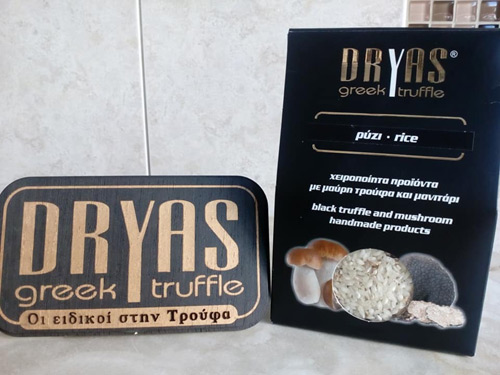 DRYAS
greek truffle
Οι ειδικοί στην Τρούφα
DRYAS®
greek truffle
ρύζι · rice
χειροποίητα προϊόντα
με μαύρη τρούφα και μανιτάρι
black truffle and mushroom
handmade products